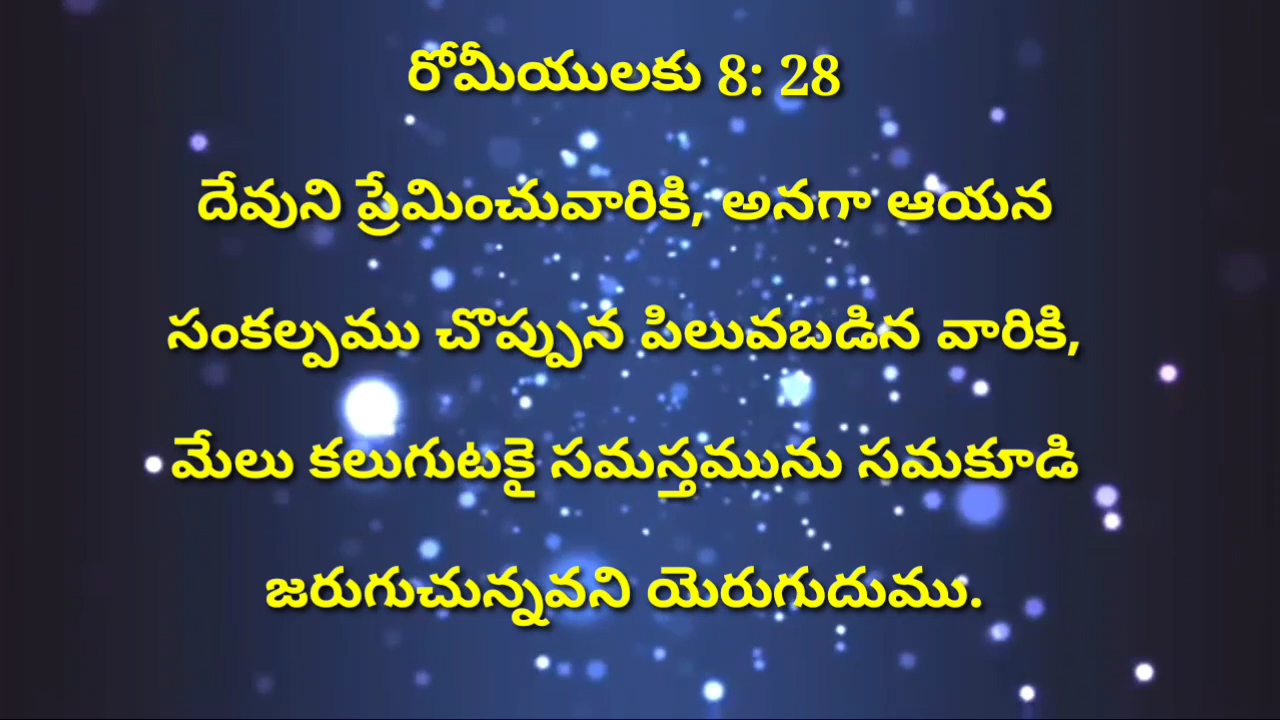 రోమీయులకు 8: 28
దేవుని ప్రేమించువారికి, అనగా ఆయన
సంకల్పము చొప్పున పిలువబడిన వారికి,
మేలు కలుగుటకై సమస్తమును సమకూడి
జరుగుచున్నవని యెరుగుదుము.